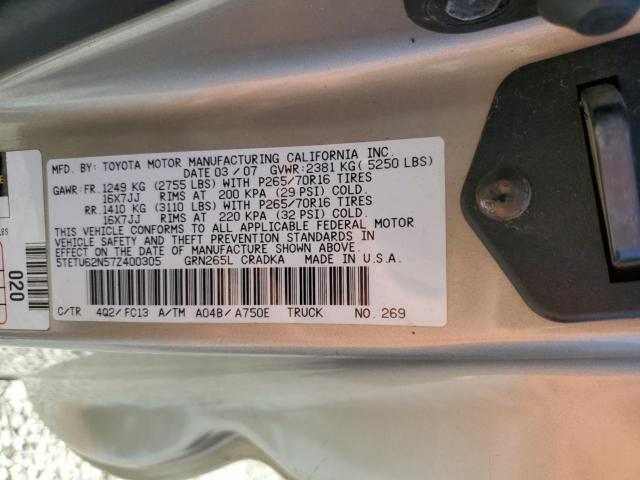 MFD. BY: TOYOTA MOTOR MANUFACTURING CALIFORNIA INC.
DATE 03/07 GVWR: 2381 KG( 5250 LBS)
GAWR: FR. 1249 KG (2755 LBS) WITH P265/70R16 TIRES
16X7JJ RIMS AT 200 KPA (29 PSI) COLD.
RR. 1410 KG (3110 LBS) WITH P265/70R16 TIRES
16X7JJ RIMS AT 220 KPA (32 PSI) COLD.
THIS VEHICLE CONFORMS TO ALL APPLICABLE FEDERAL MOTOR
VEHICLE SAFETY AND THEFT PREVENTION STANDARDS IN
EFFECT ON THE DATE OF MANUFACTURE SHOWN ABOVE.
5TETU62N57Z400305 GRN265L CRADKA MADE IN U.S.A.
C/TR 4Q2/FC13 A/TM A04B/A750E TRUCK NO. 269
020